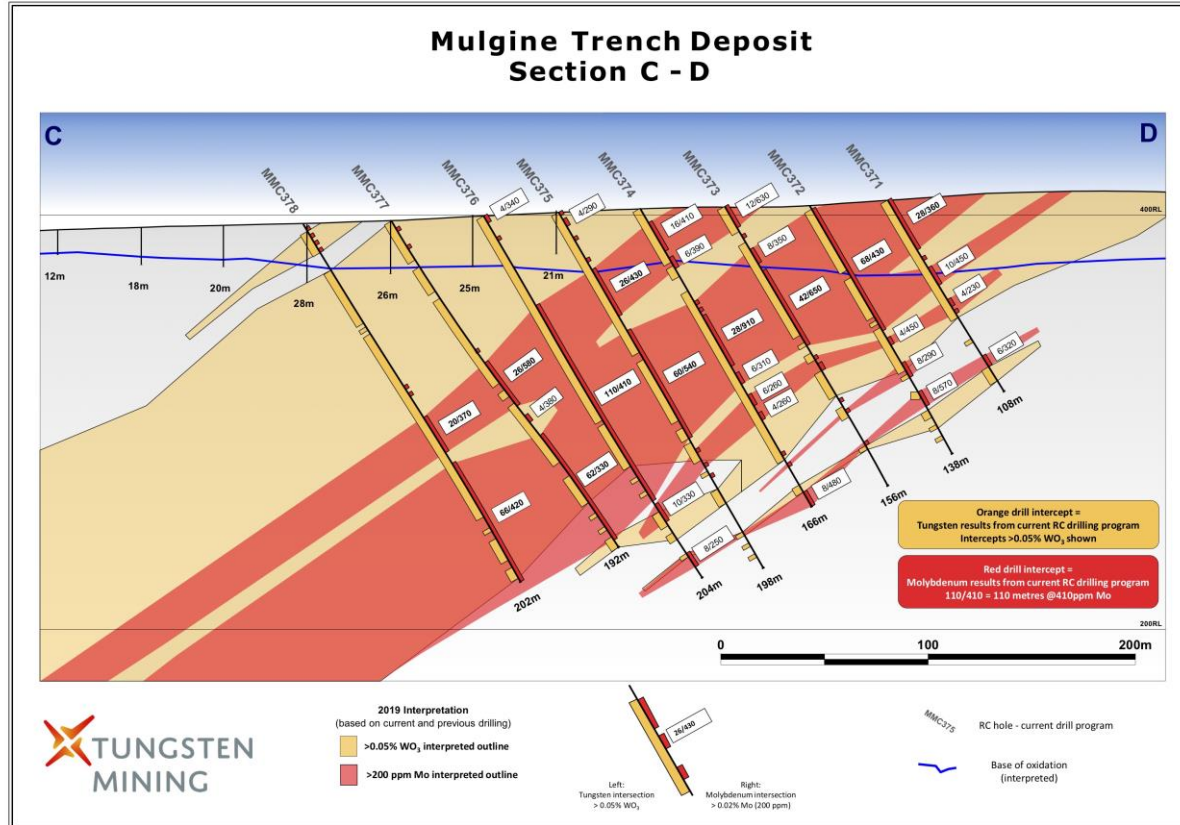 Mulgine Trench Deposit
Section C - D
C
D
MMC378
MMC377
MMC376
MMC375
MMC374
MMC373
MMC372
MMC371
4/340
4/290
16/410
6/390
12/630
8/350
28/360
400RL
68/430
10/450
4/230
26/430
42/650
12m
18m
20m
28m
26m
25m
21m
28/910
4/450
6/320
26/580
60/540
6/310
8/290
110/410
6/260
4/260
8/570
20/370
4/380
108m
62/330
138m
66/420
10/330
8/480
156m
8/250
166m
192m
204m
198m
202m
Orange drill intercept =
Tungsten results from current RC drilling program
Intercepts >0.05% WO₃ shown
Red drill intercept =
Molybdenum results from current RC drilling program
110/410 = 110 metres @410ppm Mo
200RL
0
100
200m
TUNGSTEN
MINING
2019 Interpretation
(based on current and previous drilling)
>0.05% WO₃ interpreted outline
>200 ppm Mo interpreted outline
26/430
Left:
Tungsten intersection
> 0.05% WO₃
Right:
Molybdenum intersection
> 0.02% Mo (200 ppm)
MMC375
RC hole - current drill program
Base of oxidation
(interpreted)